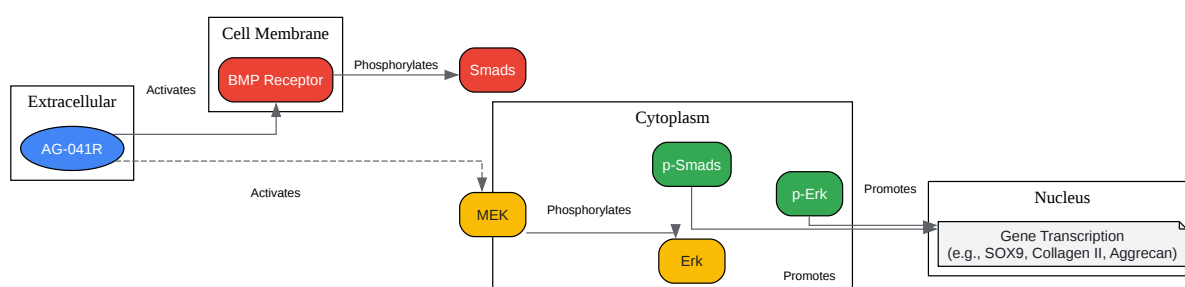 Cell Membrane
BMP Receptor
Phosphorylates
Smads
Activates
Extracellular
AG-041R
Activates
Cytoplasm
p-Smads
p-Erk
Promotes
MEK
Phosphorylates
Erk
Promotes
Nucleus
Gene Transcription
(e.g., SOX9, Collagen II, Aggrecan)